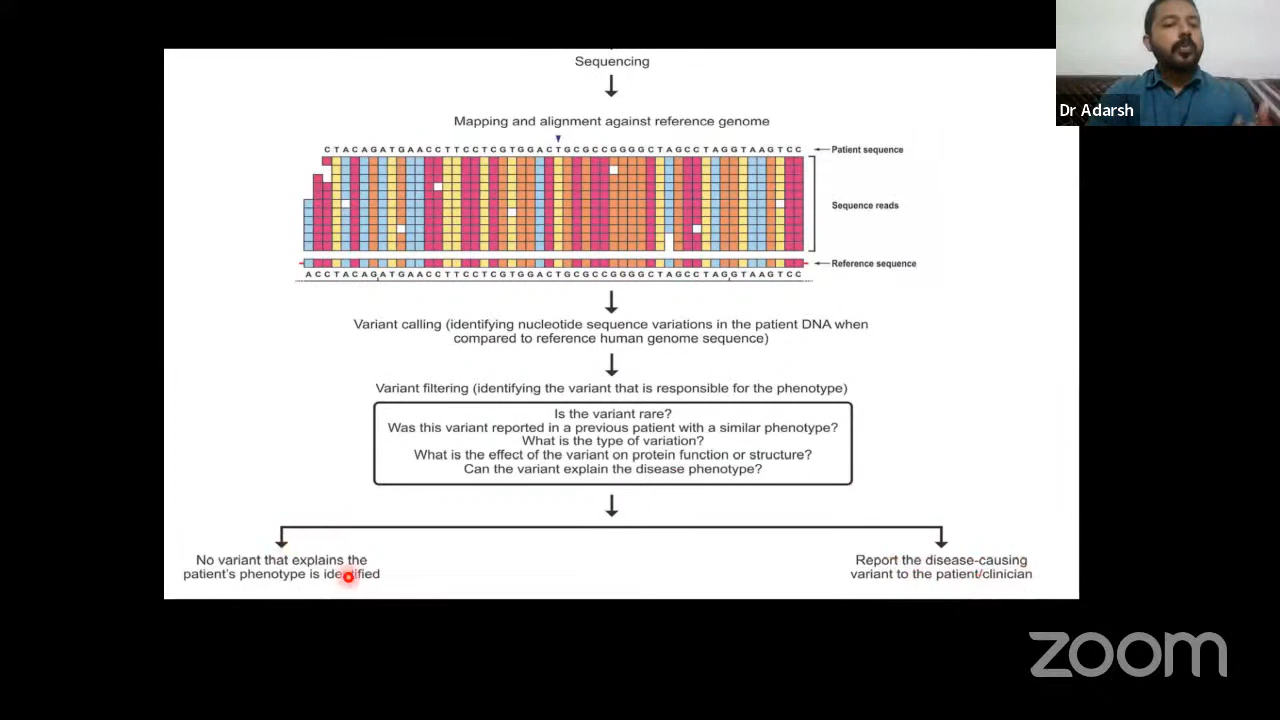 Sequencing
Mapping and alignment against reference genome
C T A C A G A T G A A C C T T C C T C G T G G A C T G C G C C G G G G C T A G C C T A G G T A A G T C C
Patient sequence
Sequence reads
Reference sequence
A C C T A C A G A T G A A C C T T C C T C G T G G A C T G C G C C G G G G C T A G C C T A G G T A A G T C C
Variant calling (identifying nucleotide sequence variations in the patient DNA when
compared to reference human genome sequence)
Variant filtering (identifying the variant that is responsible for the phenotype)
Is the variant rare?
Was this variant reported in a previous patient with a similar phenotype?
What is the type of variation?
What is the effect of the variant on protein function or structure?
Can the variant explain the disease phenotype?
No variant that explains the
patient's phenotype is identified
Report the disease-causing
variant to the patient/clinician
Dr Adarsh
zoom